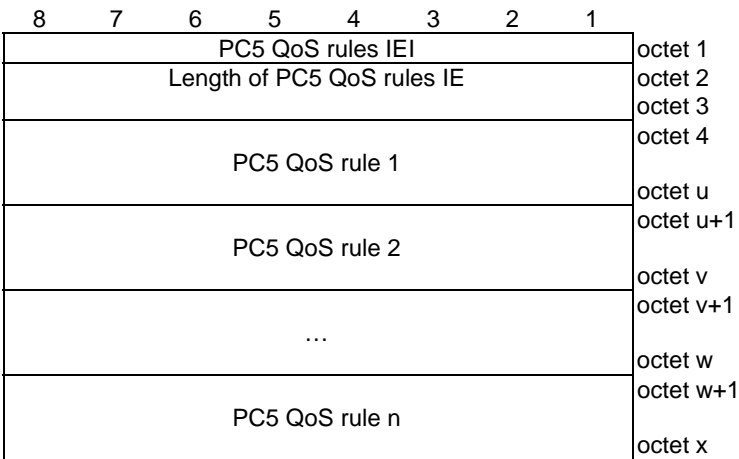 8 7 6 5 4 3 2 1
PC5 QoS rules IEI octet 1
Length of PC5 QoS rules IE octet 2
octet 3
octet 4
PC5 QoS rule 1
octet u
octet u+1
PC5 QoS rule 2
octet v
octet v+1
…
octet w
octet w+1
PC5 QoS rule n
octet x